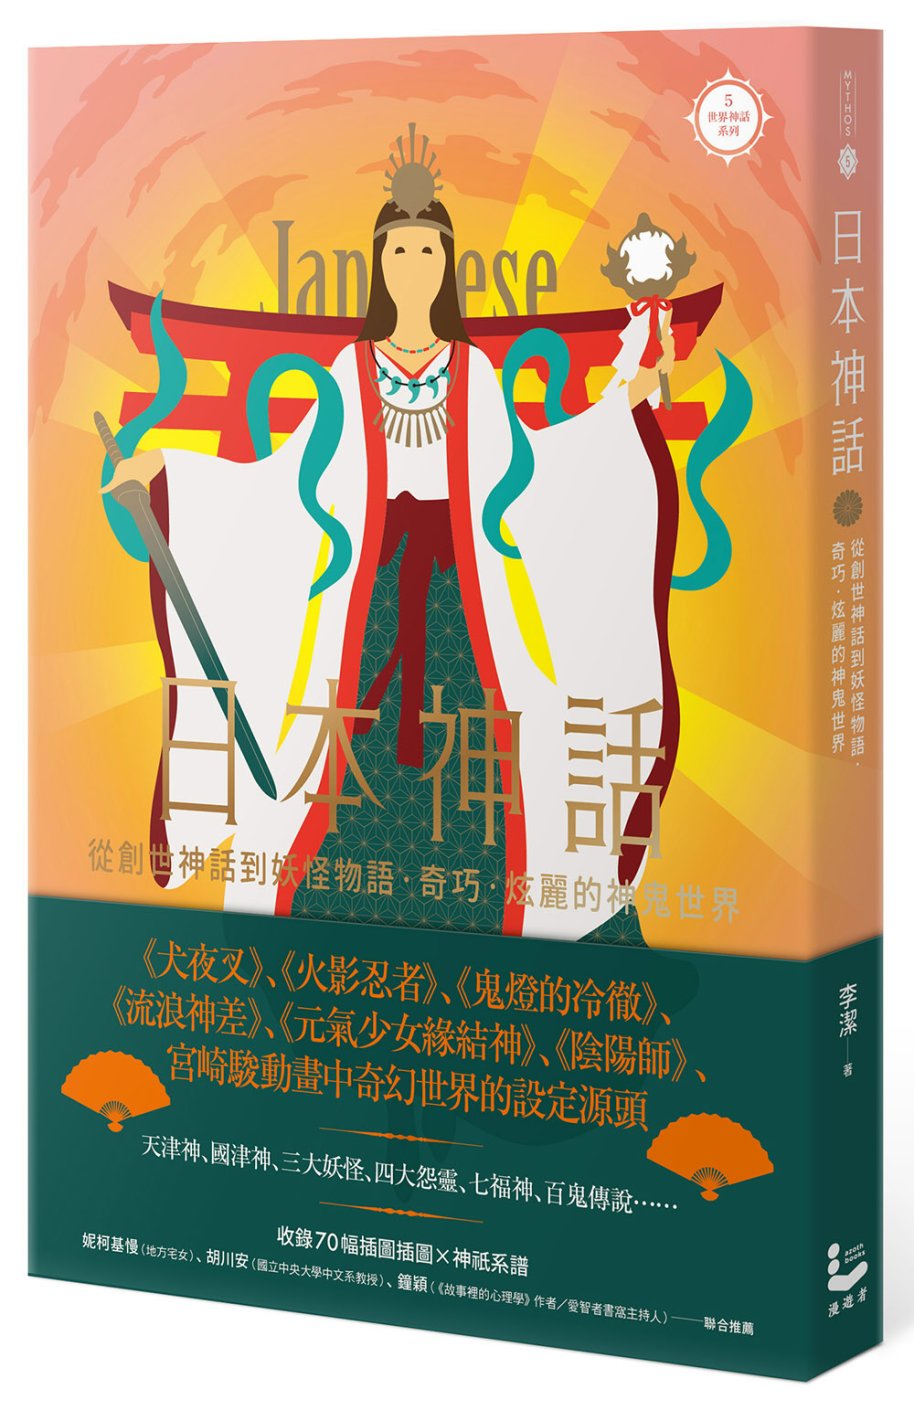 5
世界神話
系列
Japanese
日本神話
從創世神話到妖怪物語‧奇巧‧炫麗的神鬼世界
《犬夜叉》、《火影忍者》、《鬼燈的冷徹》、
《流浪神差》、《元氣少女緣結神》、《陰陽師》、
宮崎駿動畫中奇幻世界的設定源頭
天津神、國津神、三大妖怪、四大怨靈、七福神、百鬼傳說……
收錄70幅插圖插圖×神祇系譜
妮柯基慢（地方宅女）、胡川安（國立中央大學中文系教授）、鐘穎（《故事裡的心理學》作者／愛智者書窩主持人）——聯合推薦
MYTHOS
5
日本神話
從創世神話到妖怪物語‧
奇巧‧炫麗的神鬼世界
李潔——著
azoth
books
漫遊者